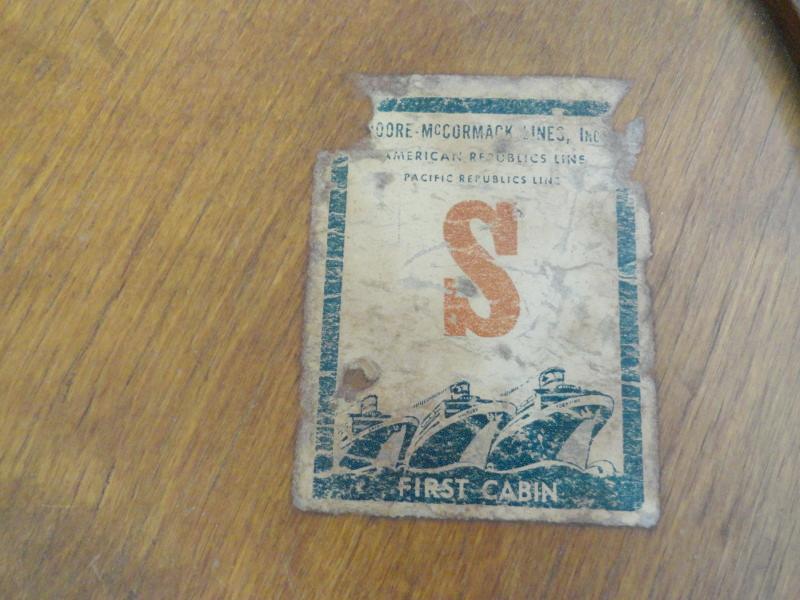 OORE-McCORMACK LINES, INC
AMERICAN REPUBLICS LINE
PACIFIC REPUBLICS LINE
S
FIRST CABIN